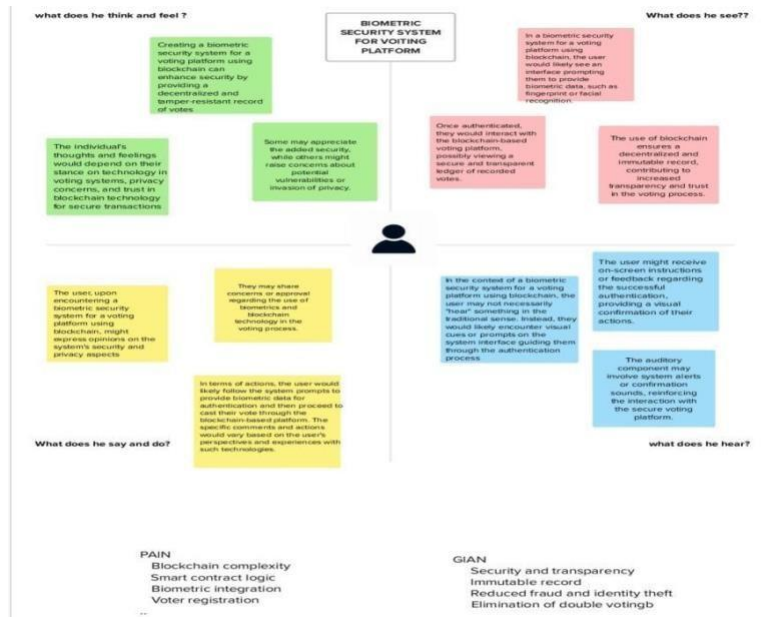 what does he think and feel ?
BIOMETRIC
SECURITY SYSTEM
FOR VOITING
PLATFORM
What does he see??
Creating a biometric
security system for a
voting platform using
blockchain can
enhance security by
providing a
decentralized and
tamper-resistant record
of votes
In a biometric security
system for a voting
platform using
blockchain, the user
would likely see an
interface prompting
them to provide
biometric data, such as
fingerprint or facial
recognition.
The individual's
thoughts and feelings
would depend on their
stance on technology in
voting systems, privacy
concerns, and trust in
blockchain technology
for secure transactions
Some may appreciate
the added security,
while others might
raise concerns about
potential
vulnerabilities or
invasion of privacy.
Once authenticated,
they would interact with
the blockchain-based
voting platform,
possibly viewing a
secure and transparent
ledger of recorded
votes.
The use of blockchain
ensures a
decentralized and
immutable record,
contributing to
increased
transparency and trust
in the voting process.
The user, upon
encountering a
biometric security
system for a voting
platform using
blockchain, might
express opinions on the
system's security and
privacy aspects
They may share
concerns or approval
regarding the use of
biometrics and
blockchain
technology in the
voting process.
In terms of actions, the user would
likely follow the system prompts to
provide biometric data for
authentication and then proceed to
cast their vote through the
blockchain-based platform. The
specific comments and actions
would vary based on the user's
perspectives and experiences with
such technologies.
What does he say and do?
In the context of a biometric
security system for a voting
platform using blockchain, the
user may not necessarily
"hear" something in the
traditional sense. Instead, they
would likely encounter visual
cues or prompts on the
system interface guiding them
through the authentication
process
The user might receive
on-screen instructions
or feedback regarding
the successful
authentication,
providing a visual
confirmation of their
actions.
The auditory
component may
involve system alerts
or confirmation
sounds, reinforcing
the interaction with
the secure voting
platform.
what does he hear?
PAIN
Blockchain complexity
Smart contract logic
Biometric integration
Voter registration
..
GIAN
Security and transparency
Immutable record
Reduced fraud and identity theft
Elimination of double votingb